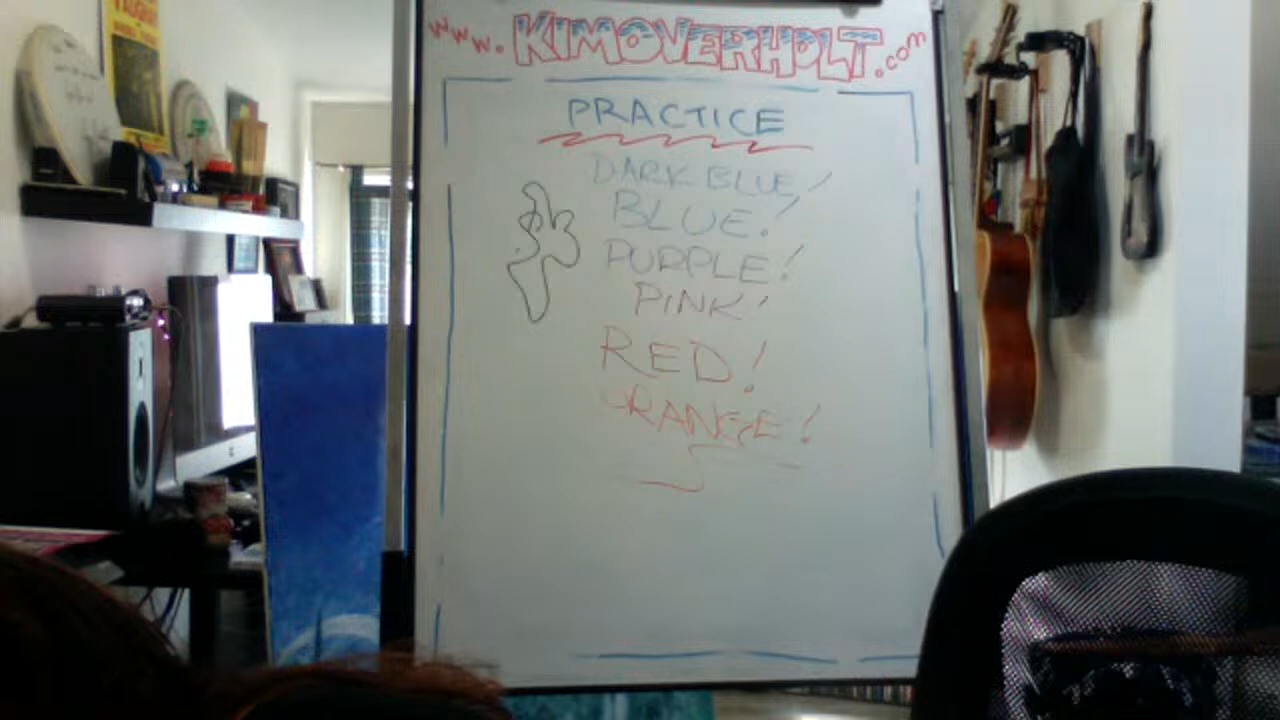 www.KIMOVERHOLT.com
PRACTICE
DARK BLUE!
BLUE!
PURPLE!
PINK!
RED!
ORANGE!